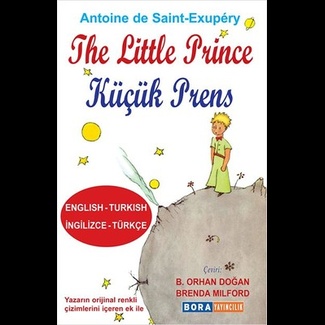 Antoine de Saint-Exupéry
The Little Prince
Küçük Prens
ENGLISH - TURKISH
İNGİLİZCE - TÜRKÇE
Çeviri:
B. ORHAN DOĞAN
BRENDA MILFORD
Yazarın orijinal renkli
çizimlerini içeren ek ile
BORA YAYINCILIK